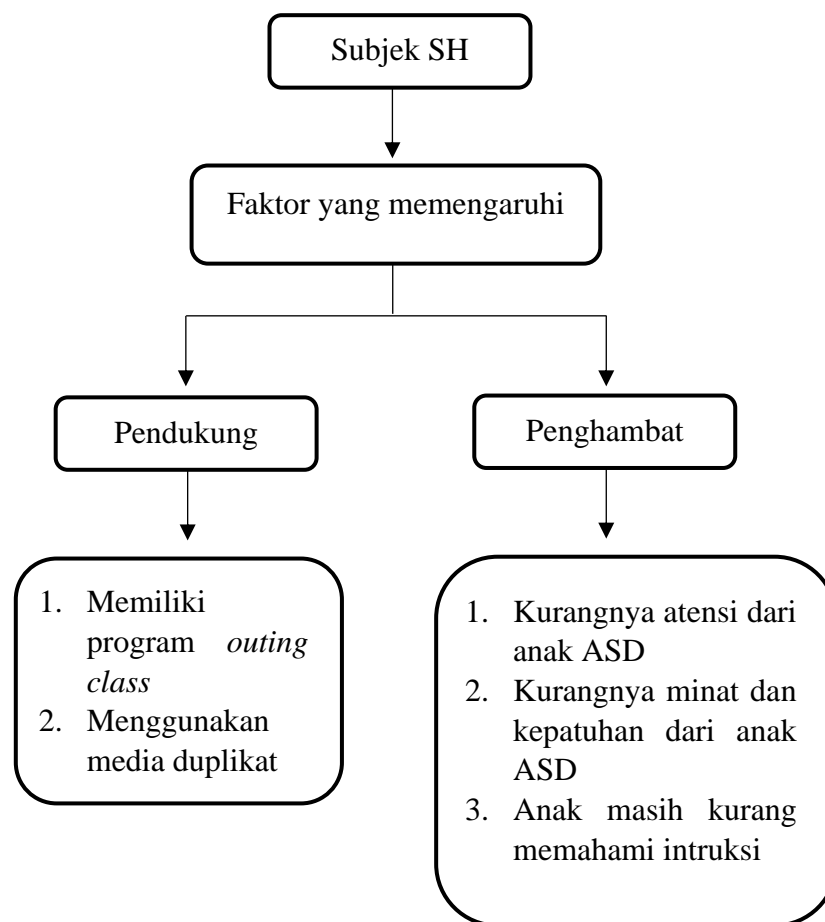 Subjek SH
Faktor yang memengaruhi
Pendukung
Penghambat
1. Memiliki
program outing
class
2. Menggunakan
media duplikat
1. Kurangnya atensi dari
anak ASD
2. Kurangnya minat dan
kepatuhan dari anak
ASD
3. Anak masih kurang
memahami intruksi